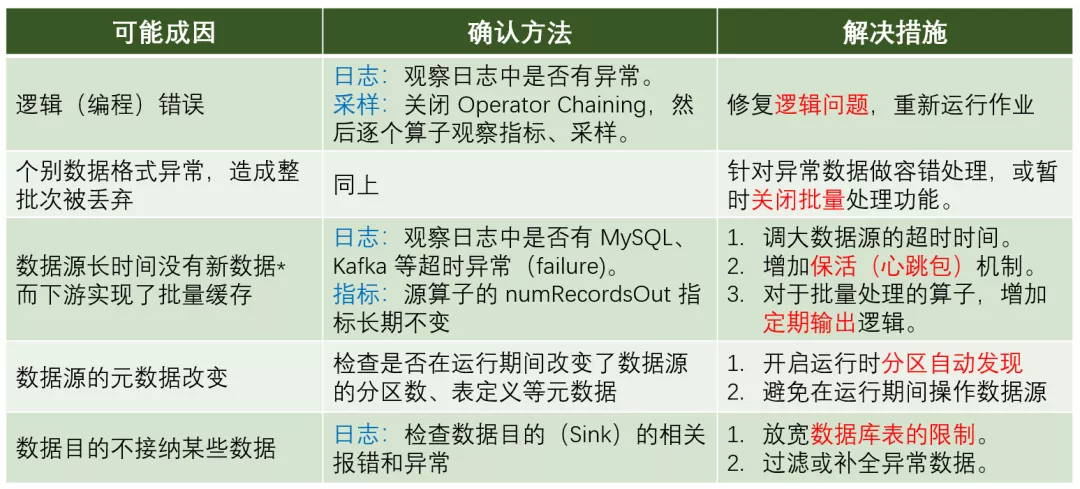 可能成因
确认方法
解决措施
逻辑（编程）错误
日志：观察日志中是否有异常。
采样：关闭 Operator Chaining，然
后逐个算子观察指标、采样。
修复逻辑问题，重新运行作业
个别数据格式异常，造成整
批次被丢弃
同上
针对异常数据做容错处理，或暂
时关闭批量处理功能。
数据源长时间没有新数据*
而下游实现了批量缓存
日志：观察日志中是否有 MySQL、
Kafka 等超时异常（failure)。
指标：源算子的 numRecordsOut 指
标长期不变
1. 调大数据源的超时时间。
2. 增加保活（心跳包）机制。
3. 对于批量处理的算子，增加
定期输出逻辑。
数据源的元数据改变
检查是否在运行期间改变了数据源
的分区数、表定义等元数据
1. 开启运行时分区自动发现
2. 避免在运行期间操作数据源
数据目的不接纳某些数据
日志：检查数据目的（Sink）的相关
报错和异常
1. 放宽数据库表的限制。
2. 过滤或补全异常数据。